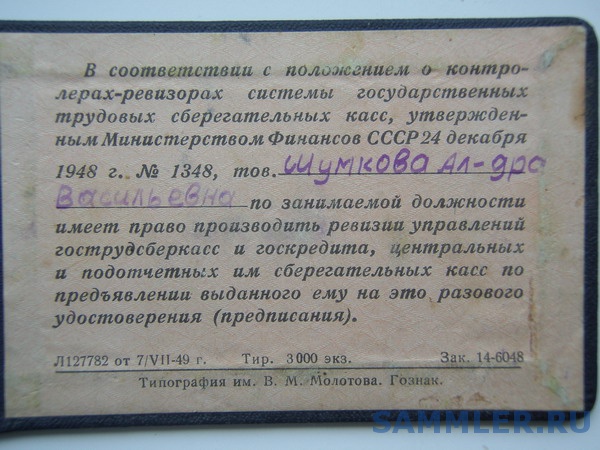 В соответствии с положением о контро-
лерах-ревизорах системы государственных
трудовых сберегательных касс, утвержден-
ным Министерством Финансов СССР 24 декабря
1948 г. № 1348, тов. Шумкова Ал-дра
Васильевна по занимаемой должности
имеет право производить ревизии управлений
гострудсберкасс и госкредита, центральных
и подотчетных им сберегательных касс по
предъявлении выданного ему на это разового
удостоверения (предписания).
Л127782 от 7/VII-49 г. Тир. 3000 экз. Зак. 14-6048
Типография им. В. М. Молотова. Гознак.
SAMMLER.RU